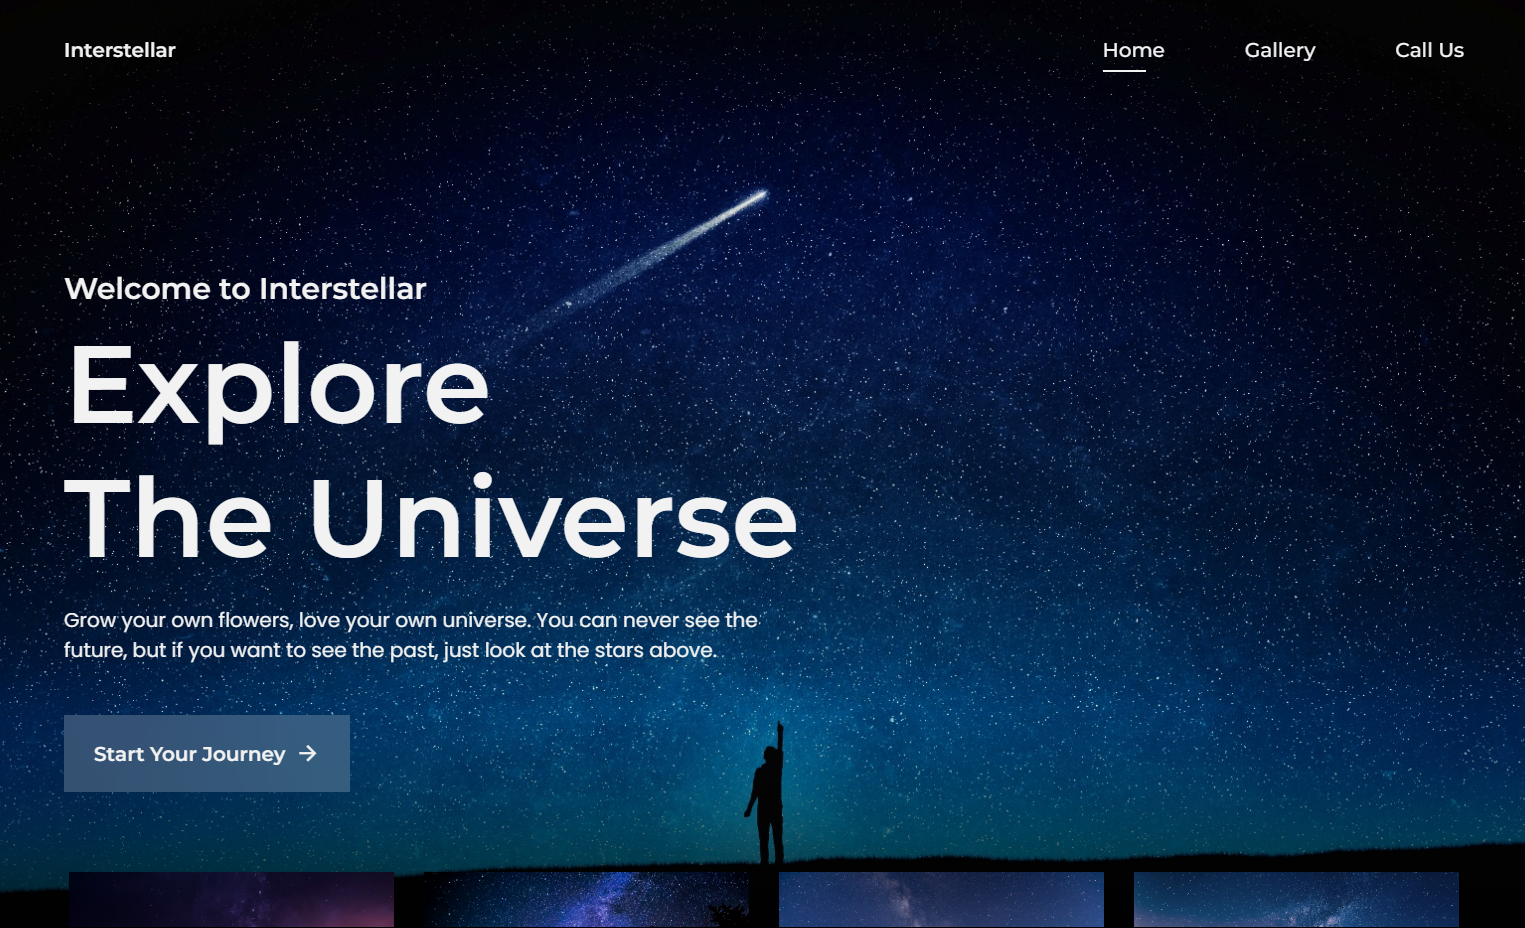 Interstellar
Home
Gallery
Call Us
Welcome to Interstellar
Explore
The Universe
Grow your own flowers, love your own universe. You can never see the
future, but if you want to see the past, just look at the stars above.
Start Your Journey →